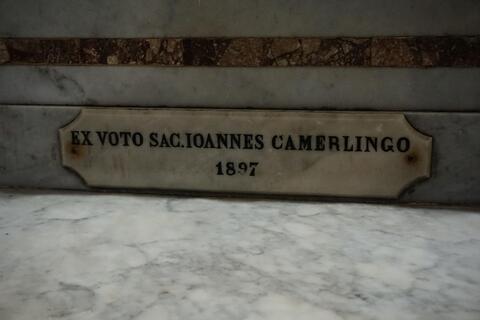 EX VOTO SAC.IOANNES CAMERLINGO
1897